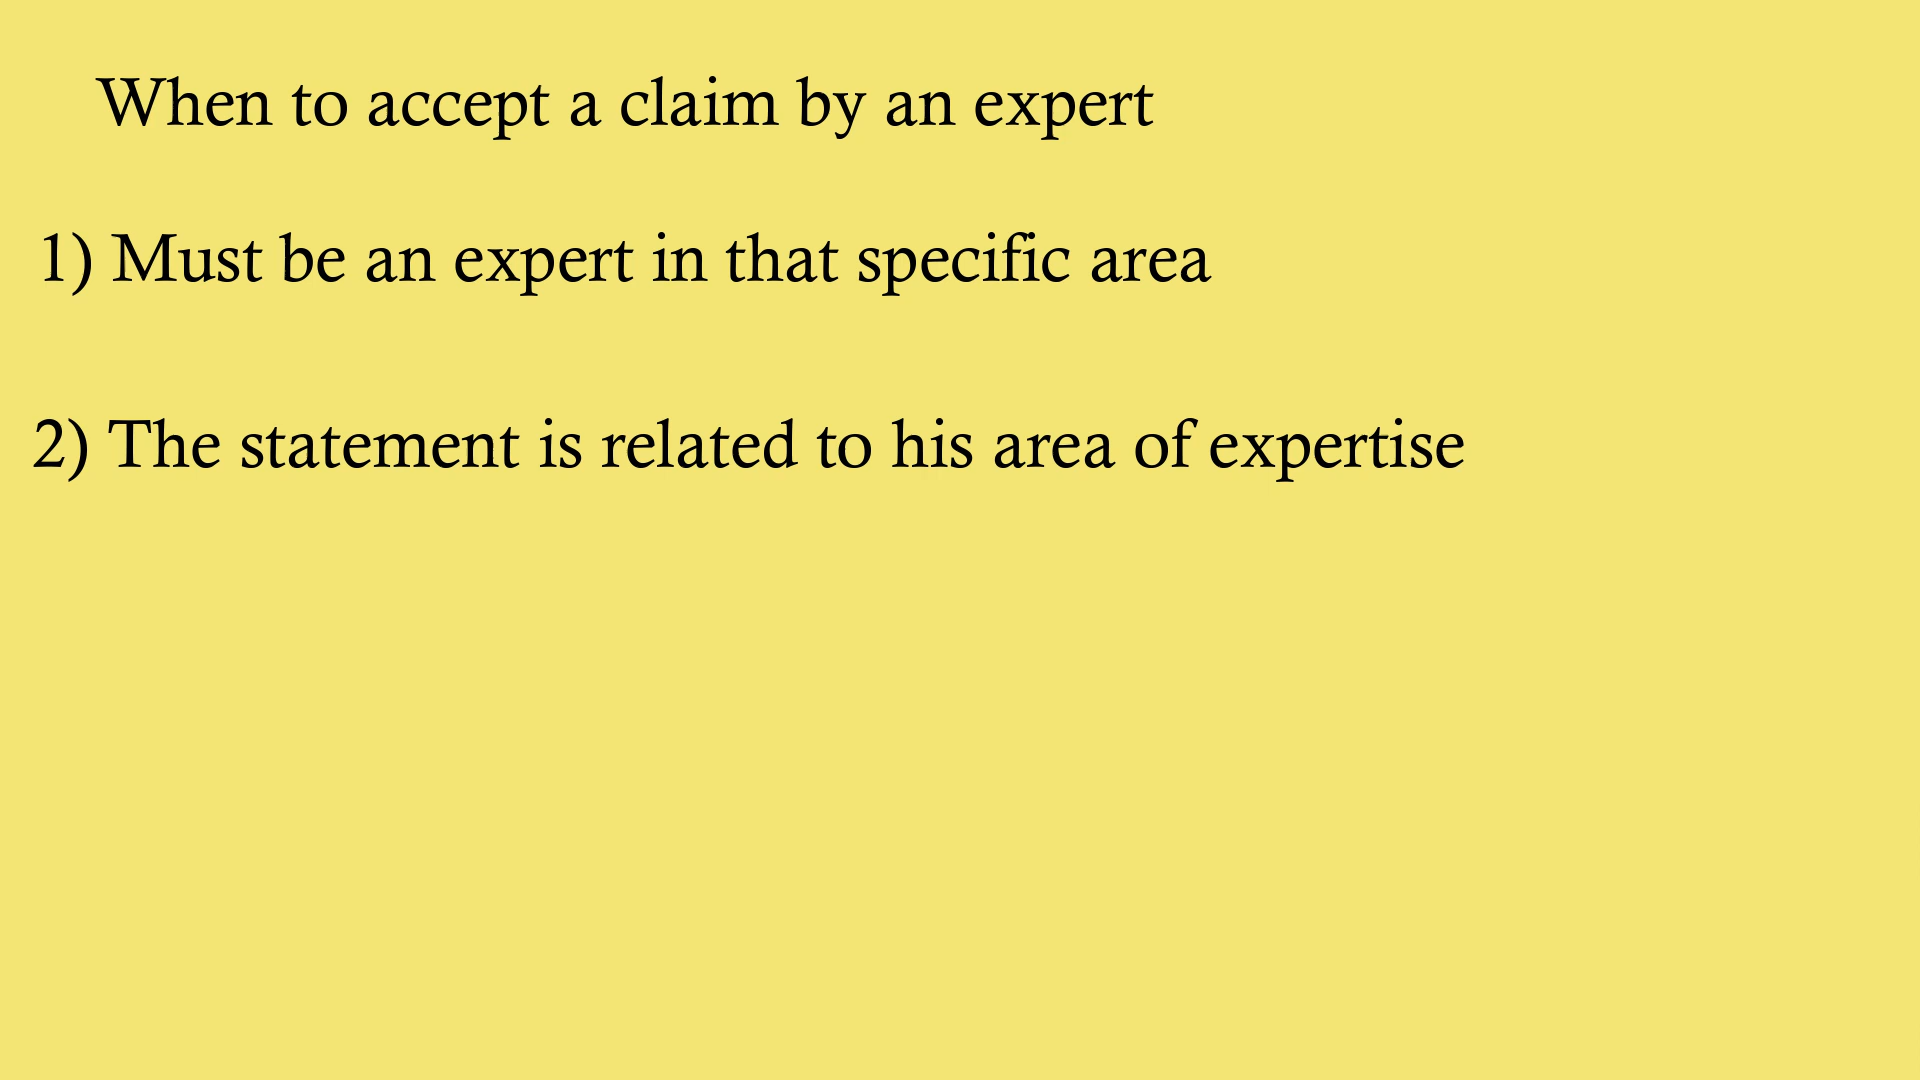 When to accept a claim by an expert
1) Must be an expert in that specific area
2) The statement is related to his area of expertise